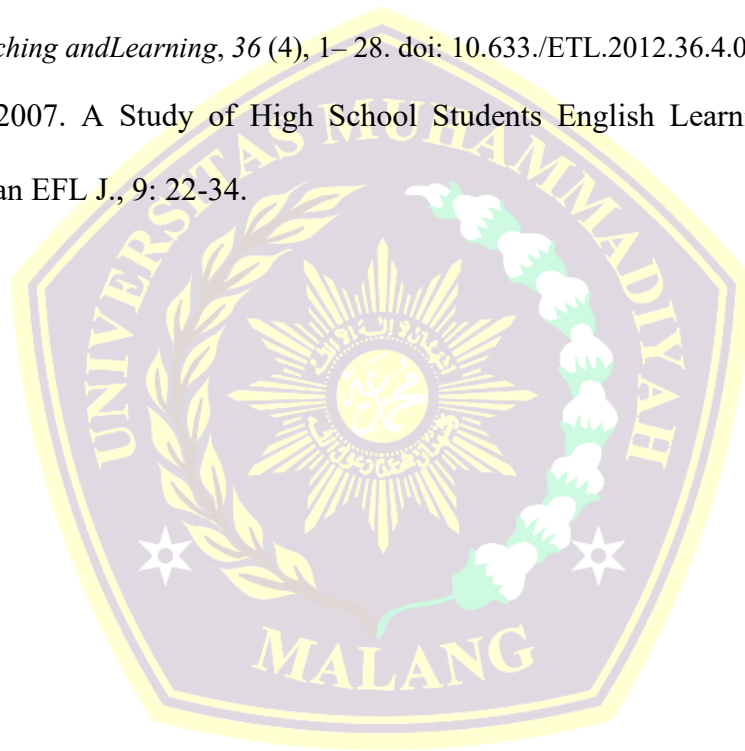 ching andLearning, 36 (4), 1– 28. doi: 10.633./ETL.2012.36.4.0
2007. A Study of High School Students English Learn
an EFL J., 9: 22-34.
UNIVERSITAS MUHAMMADIYAH
MALANG